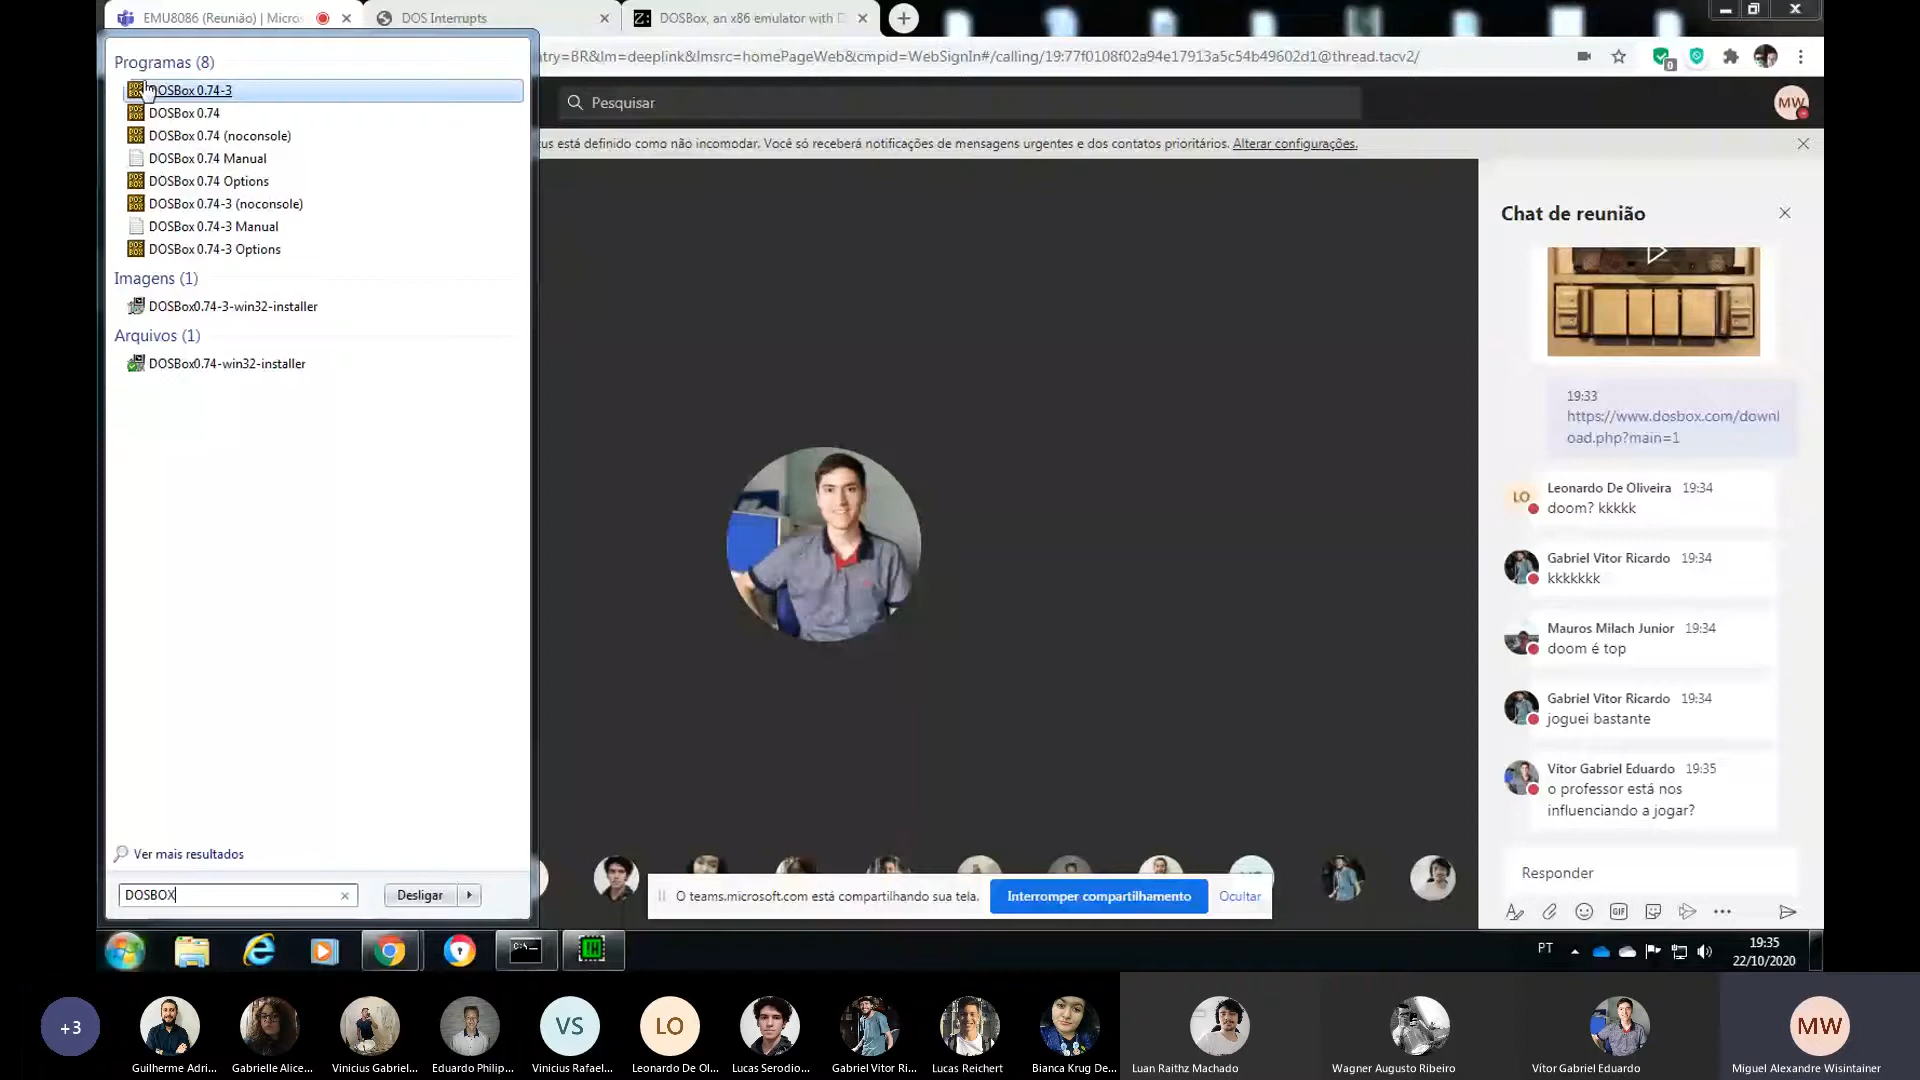 EMU8086 (Reunião) | Micros
DOS Interrupts
DOSBox, an x86 emulator with D
Programas (8)
DOSBox 0.74-3
DOSBox 0.74
DOSBox 0.74 (noconsole)
DOSBox 0.74 Manual
DOSBox 0.74 Options
DOSBox 0.74-3 (noconsole)
DOSBox 0.74-3 Manual
DOSBox 0.74-3 Options
Imagens (1)
DOSBox0.74-3-win32-installer
Arquivos (1)
DOSBox0.74-win32-installer
Ver mais resultados
DOSBOX
Desligar
try=BR&lm=deeplink&lmsrc=homePageWeb&cmpid=WebSignIn#/calling/19:77f0108f02a94e17913a5c54b49602d1@thread.tacv2/
Pesquisar
MW
tus está definido como não incomodar. Você só receberá notificações de mensagens urgentes e dos contatos prioritários. Alterar configurações.
Chat de reunião
19:33
https://www.dosbox.com/downl
oad.php?main=1
LO
Leonardo De Oliveira 19:34
doom? kkkkk
Gabriel Vitor Ricardo 19:34
kkkkkkk
Mauros Milach Junior 19:34
doom é top
Gabriel Vitor Ricardo 19:34
joguei bastante
Vítor Gabriel Eduardo 19:35
o professor está nos
influenciando a jogar?
Responder
GIF
O teams.microsoft.com está compartilhando sua tela.
Interromper compartilhamento
Ocultar
PT
19:35
22/10/2020
+3
VS
LO
MW
Guilherme Adri...
Gabrielle Alice...
Vinicius Gabriel...
Eduardo Philip...
Vinicius Rafael...
Leonardo De Ol...
Lucas Serodio...
Gabriel Vitor Ri...
Lucas Reichert
Bianca Krug De...
Luan Raithz Machado
Wagner Augusto Ribeiro
Vítor Gabriel Eduardo
Miguel Alexandre Wisintainer